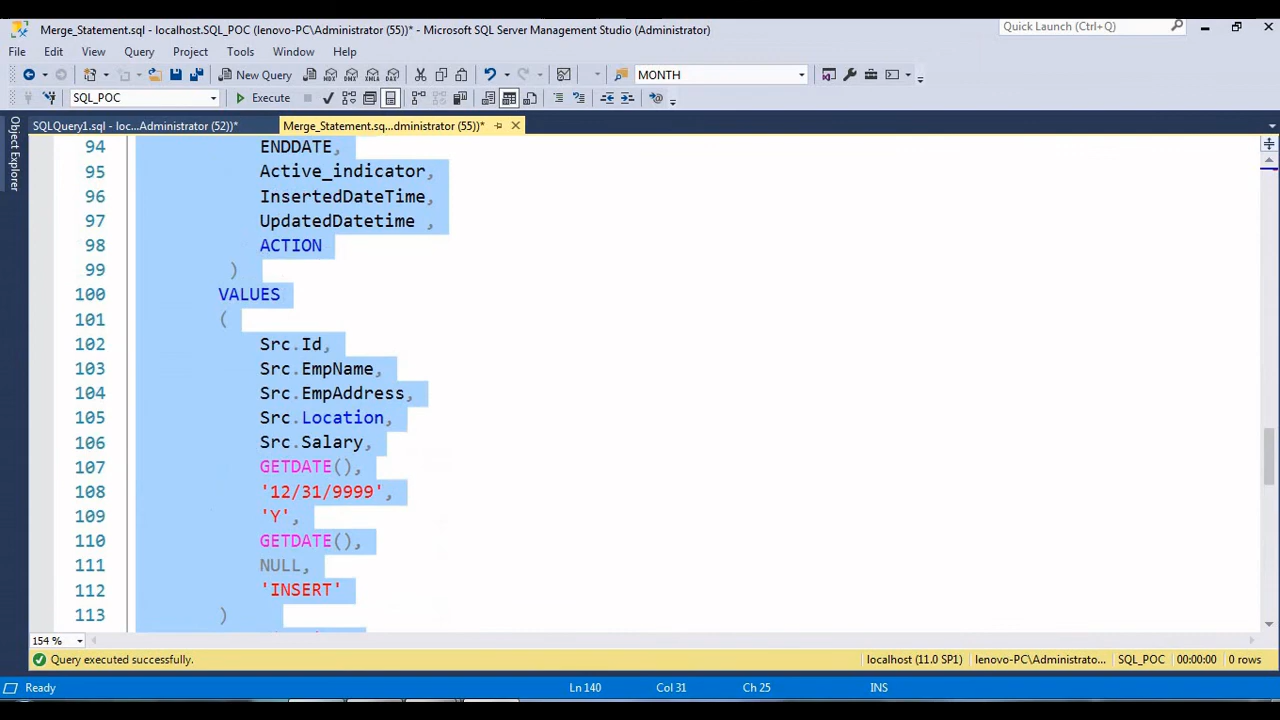 Merge_Statement.sql - localhost.SQL_POC (lenovo-PC\Administrator (55))* - Microsoft SQL Server Management Studio (Administrator)
Quick Launch (Ctrl+Q)
File Edit View Query Project Tools Window Help
New Query MONTH
SQL_POC Execute
SQLQuery1.sql - loc...Administrator (52))* Merge_Statement.sq...dministrator (55))*
Object Explorer
94 ENDDATE,
95 Active_indicator,
96 InsertedDateTime,
97 UpdatedDatetime ,
98 ACTION
99 )
100 VALUES
101 (
102 Src.Id,
103 Src.EmpName,
104 Src.EmpAddress,
105 Src.Location,
106 Src.Salary,
107 GETDATE(),
108 '12/31/9999',
109 'Y',
110 GETDATE(),
111 NULL,
112 'INSERT'
113 )
154 %
Query executed successfully. localhost (11.0 SP1) lenovo-PC\Administrato... SQL_POC 00:00:00 0 rows
Ready Ln 140 Col 31 Ch 25 INS